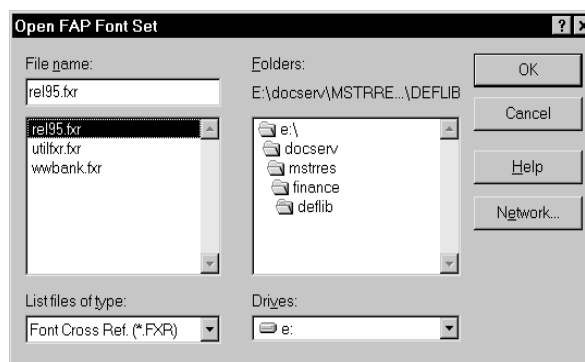 Open FAP Font Set
File name:
rel95.fxr
rel95.fxr
utilfxr.fxr
wwbank.fxr
List files of type:
Font Cross Ref. (*.FXR)
Folders:
E:\docserv\MSTRRE...\DEFLIB
e:\
docserv
mstrres
finance
deflib
Drives:
e:
OK
Cancel
Help
Network...